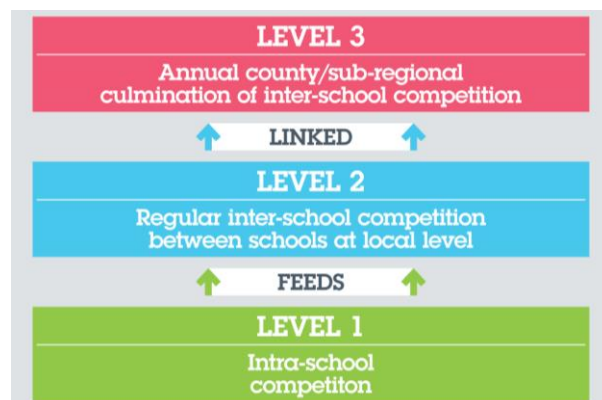 LEVEL 3
Annual county/sub-regional
culmination of inter-school competition
LINKED
LEVEL 2
Regular inter-school competition
between schools at local level
FEEDS
LEVEL 1
Intra-school
competiton